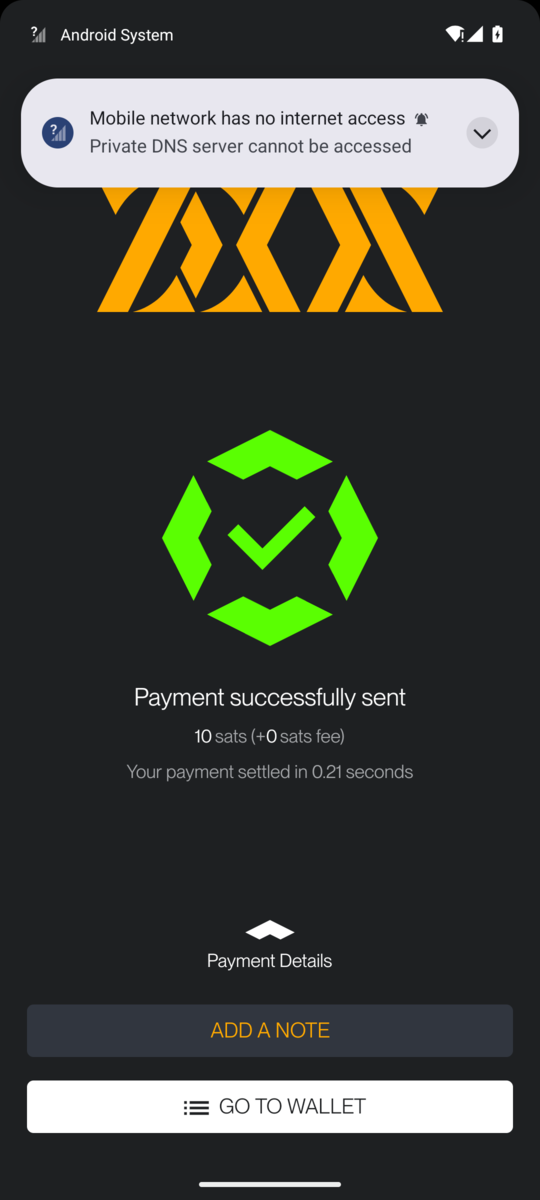 Android System
Mobile network has no internet access
Private DNS server cannot be accessed
Payment successfully sent
10 sats (+0 sats fee)
Your payment settled in 0.21 seconds
Payment Details
ADD A NOTE
GO TO WALLET